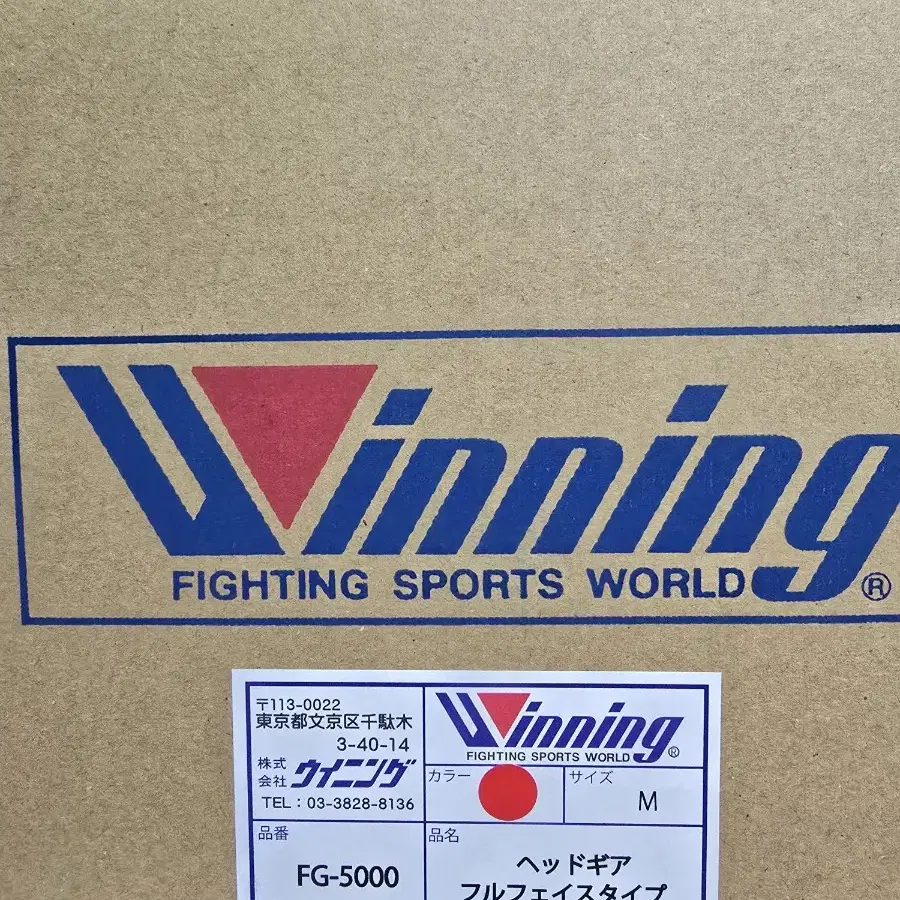 Winning
FIGHTING SPORTS WORLD ®
〒113-0022
東京都文京区千駄木
3-40-14
株式会社 ウイニング
TEL：03-3828-8136
Winning
FIGHTING SPORTS WORLD ®
カラー
サイズ
M
品番
FG-5000
品名
ヘッドギア
フルフェイスタイプ